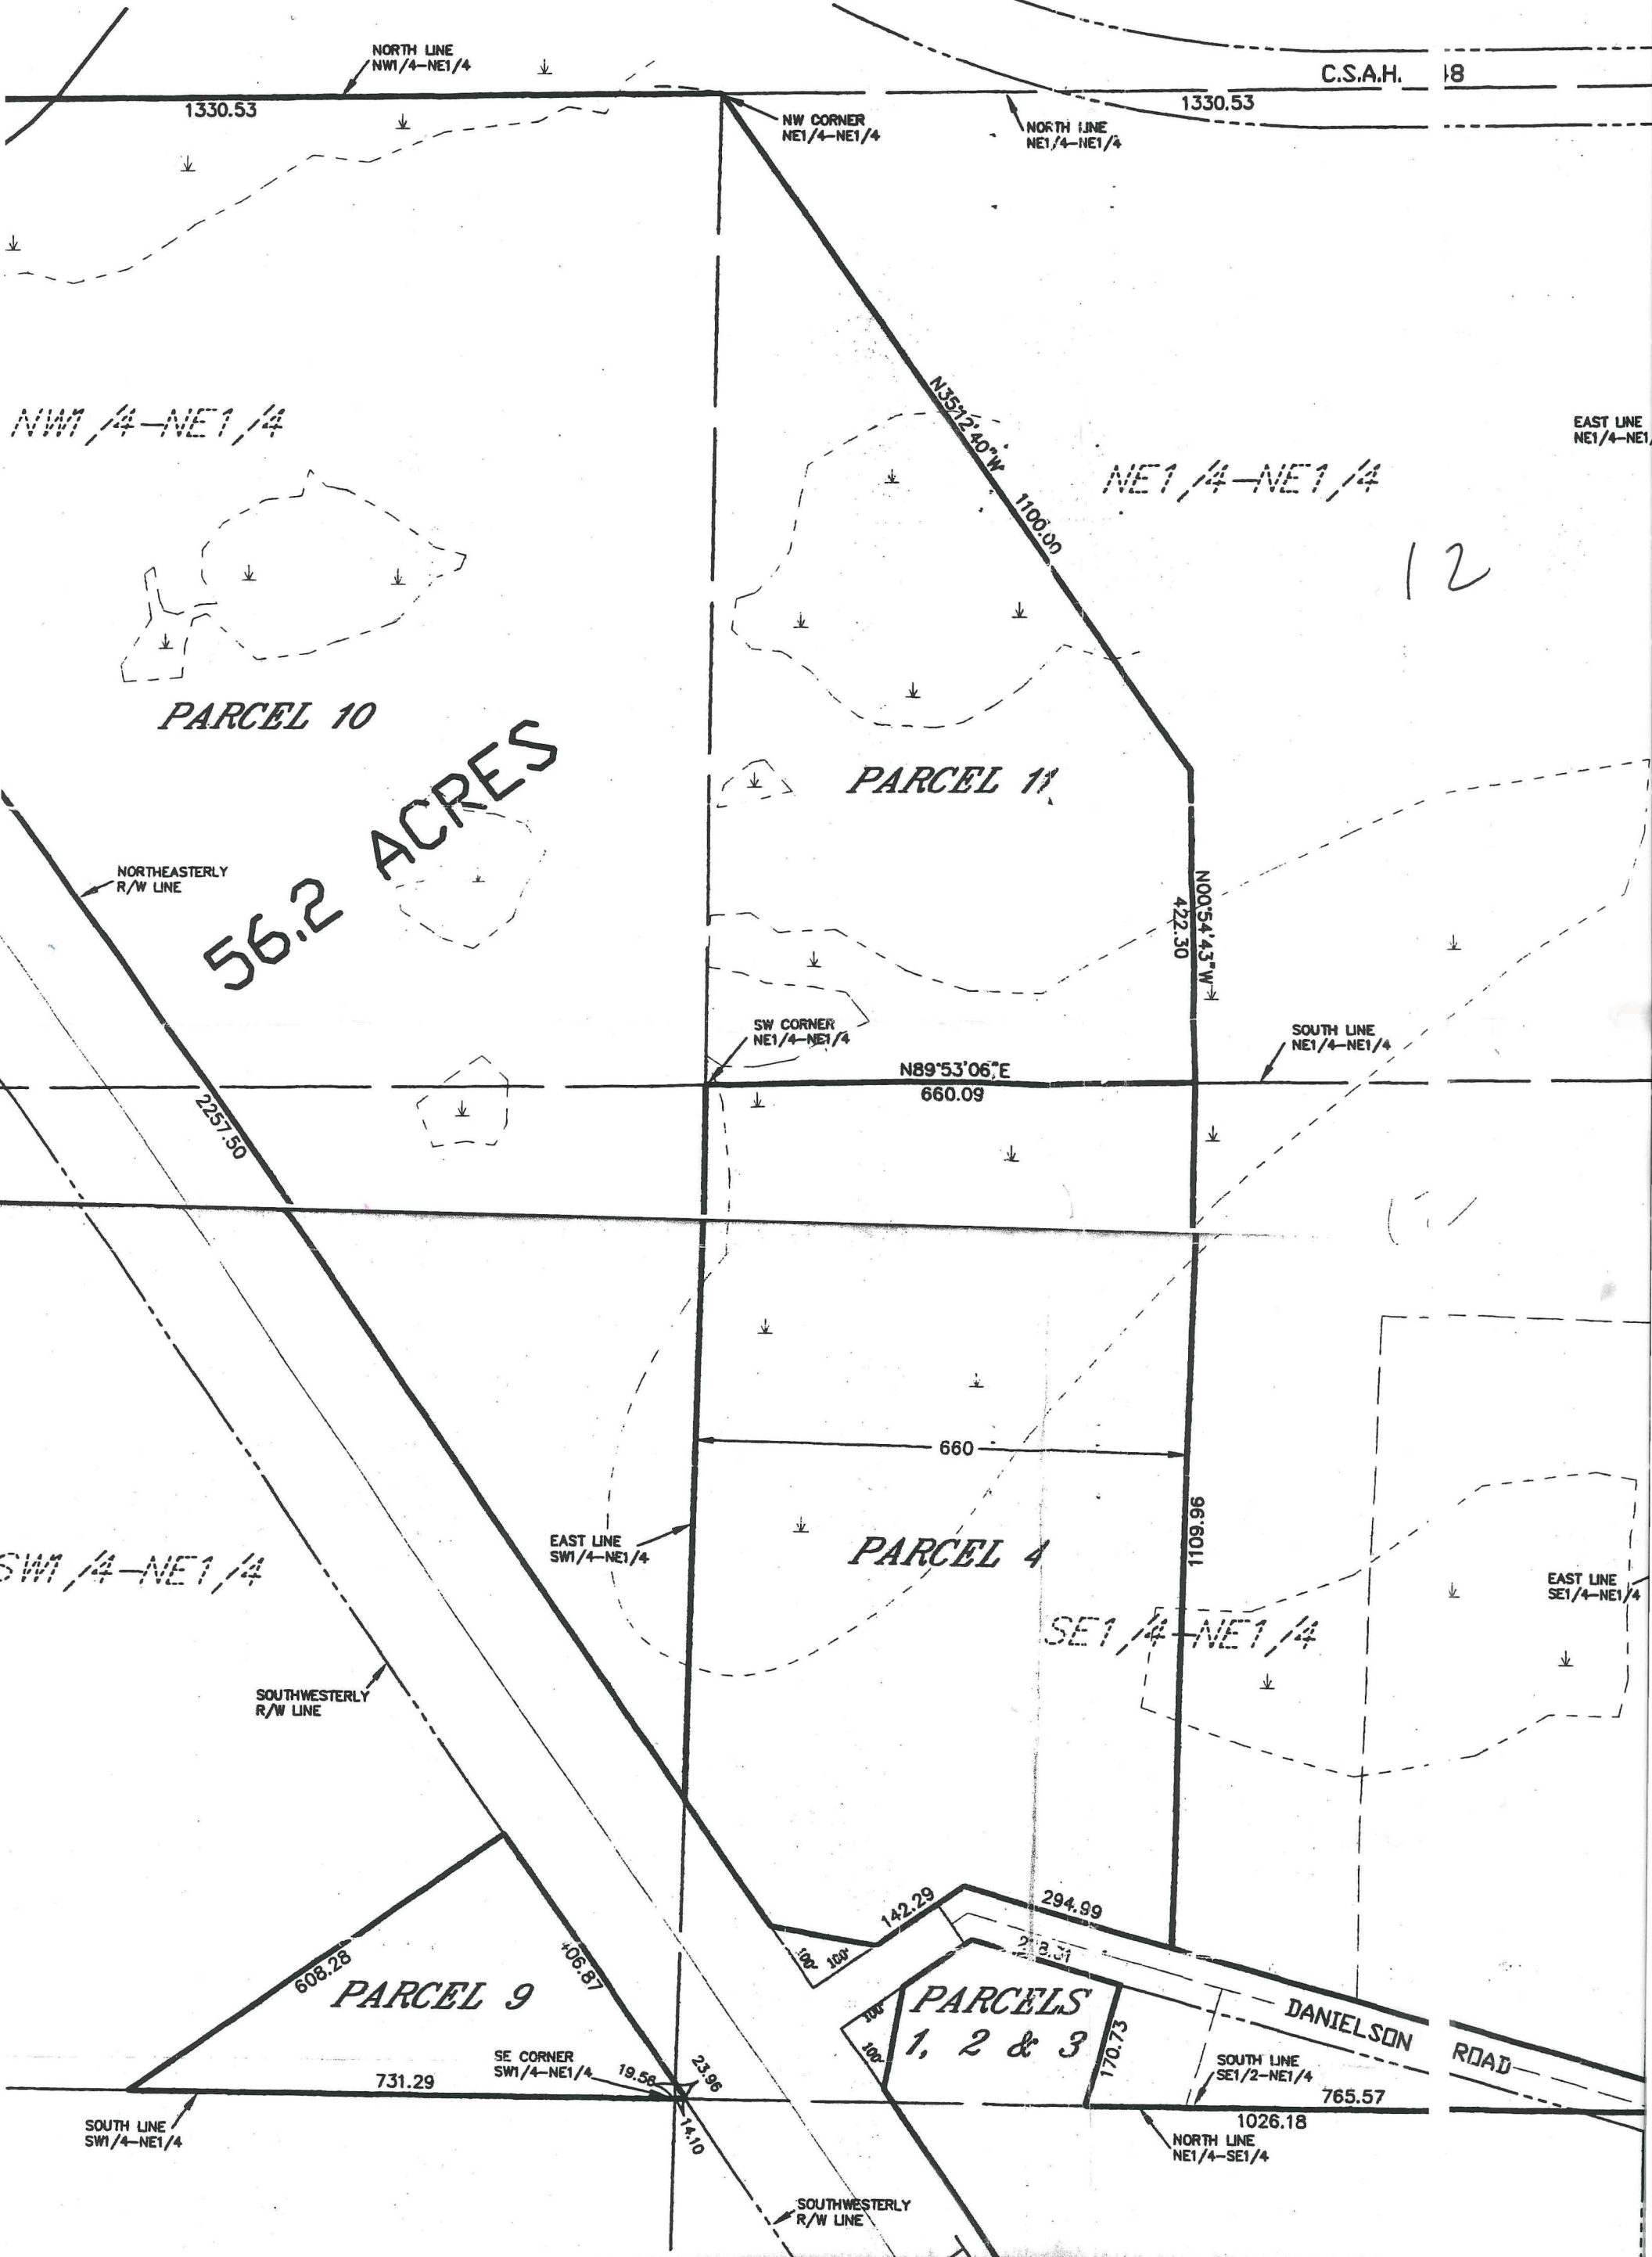 NORTH LINE
NW1/4-NE1/4
C.S.A.H. 18
1330.53
1330.53
NW CORNER
NE1/4-NE1/4
NORTH LINE
NE1/4-NE1/4
N35°12'40"W
1100.00
NW1/4-NE1/4
NE1/4-NE1/4
EAST LINE
NE1/4-NE1/
12
PARCEL 10
56.2 ACRES
PARCEL 11
NORTHEASTERLY
R/W LINE
N00°54'43"W
422.30
SW CORNER
NE1/4-NE1/4
SOUTH LINE
NE1/4-NE1/4
N89°53'06"E
660.09
2257.50
660
1109.96
EAST LINE
SW1/4-NE1/4
PARCEL 4
SW1/4-NE1/4
EAST LINE
SE1/4-NE1/4
SE1/4-NE1/4
SOUTHWESTERLY
R/W LINE
142.29
294.99
100'
100'
608.28
406.87
PARCEL 9
PARCELS
1, 2 & 3
100'
100'
170.73
DANIELSON ROAD
SE CORNER
SW1/4-NE1/4
19.58
23.96
14.10
731.29
SOUTH LINE
SE1/2-NE1/4
765.57
1026.18
SOUTH LINE
SW1/4-NE1/4
NORTH LINE
NE1/4-SE1/4
SOUTHWESTERLY
R/W LINE